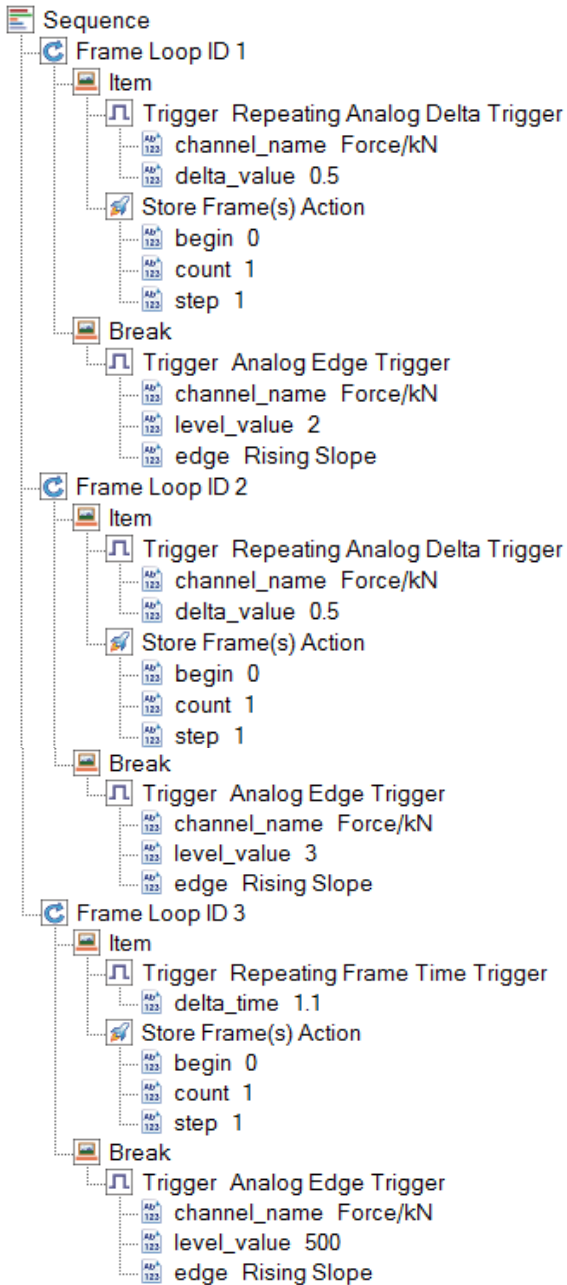 Sequence
Frame Loop ID 1
Item
Trigger Repeating Analog Delta Trigger
channel_name Force/kN
delta_value 0.5
Store Frame(s) Action
begin 0
count 1
step 1
Break
Trigger Analog Edge Trigger
channel_name Force/kN
level_value 2
edge Rising Slope
Frame Loop ID 2
Item
Trigger Repeating Analog Delta Trigger
channel_name Force/kN
delta_value 0.5
Store Frame(s) Action
begin 0
count 1
step 1
Break
Trigger Analog Edge Trigger
channel_name Force/kN
level_value 3
edge Rising Slope
Frame Loop ID 3
Item
Trigger Repeating Frame Time Trigger
delta_time 1.1
Store Frame(s) Action
begin 0
count 1
step 1
Break
Trigger Analog Edge Trigger
channel_name Force/kN
level_value 500
edge Rising Slope